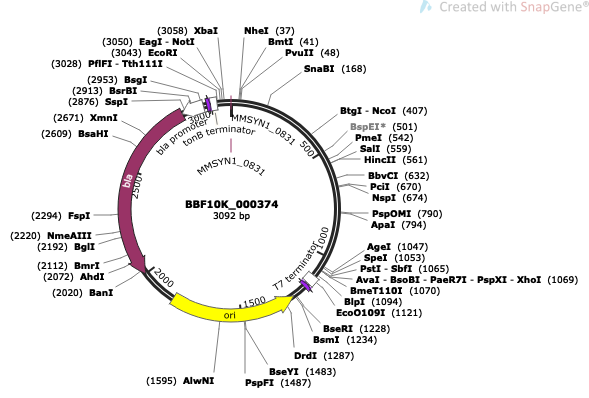 Created with SnapGene®
(3058) XbaI
(3050) EagI - NotI
(3043) EcoRI
(3028) PflFI - Tth111I
(2953) BsgI
(2913) BsrBI
(2876) SspI
(2671) XmnI
(2609) BsaHI
(2294) FspI
(2220) NmeAIII
(2192) BglI
(2112) BmrI
(2072) AhdI
(2020) BanI
(1595) AlwNI
NheI (37)
BmtI (41)
PvuII (48)
SnaBI (168)
BtgI - NcoI (407)
BspEI* (501)
PmeI (542)
SalI (559)
HincII (561)
BbvCI (632)
PciI (670)
NspI (674)
PspOMI (790)
ApaI (794)
AgeI (1047)
SpeI (1053)
PstI - SbfI (1065)
AvaI - BsoBI - PaeR7I - PspXI - XhoI (1069)
BmeT110I (1070)
BlpI (1094)
EcoO109I (1121)
BseRI (1228)
BsmI (1234)
DrdI (1287)
BseYI (1483)
PspFI (1487)
MMSYN1_0831
bla promoter
tonB terminator
MMSYN1_0831
T7 terminator
bla
ori
500
1000
1500
2000
2500
3000
BBF10K_000374
3092 bp